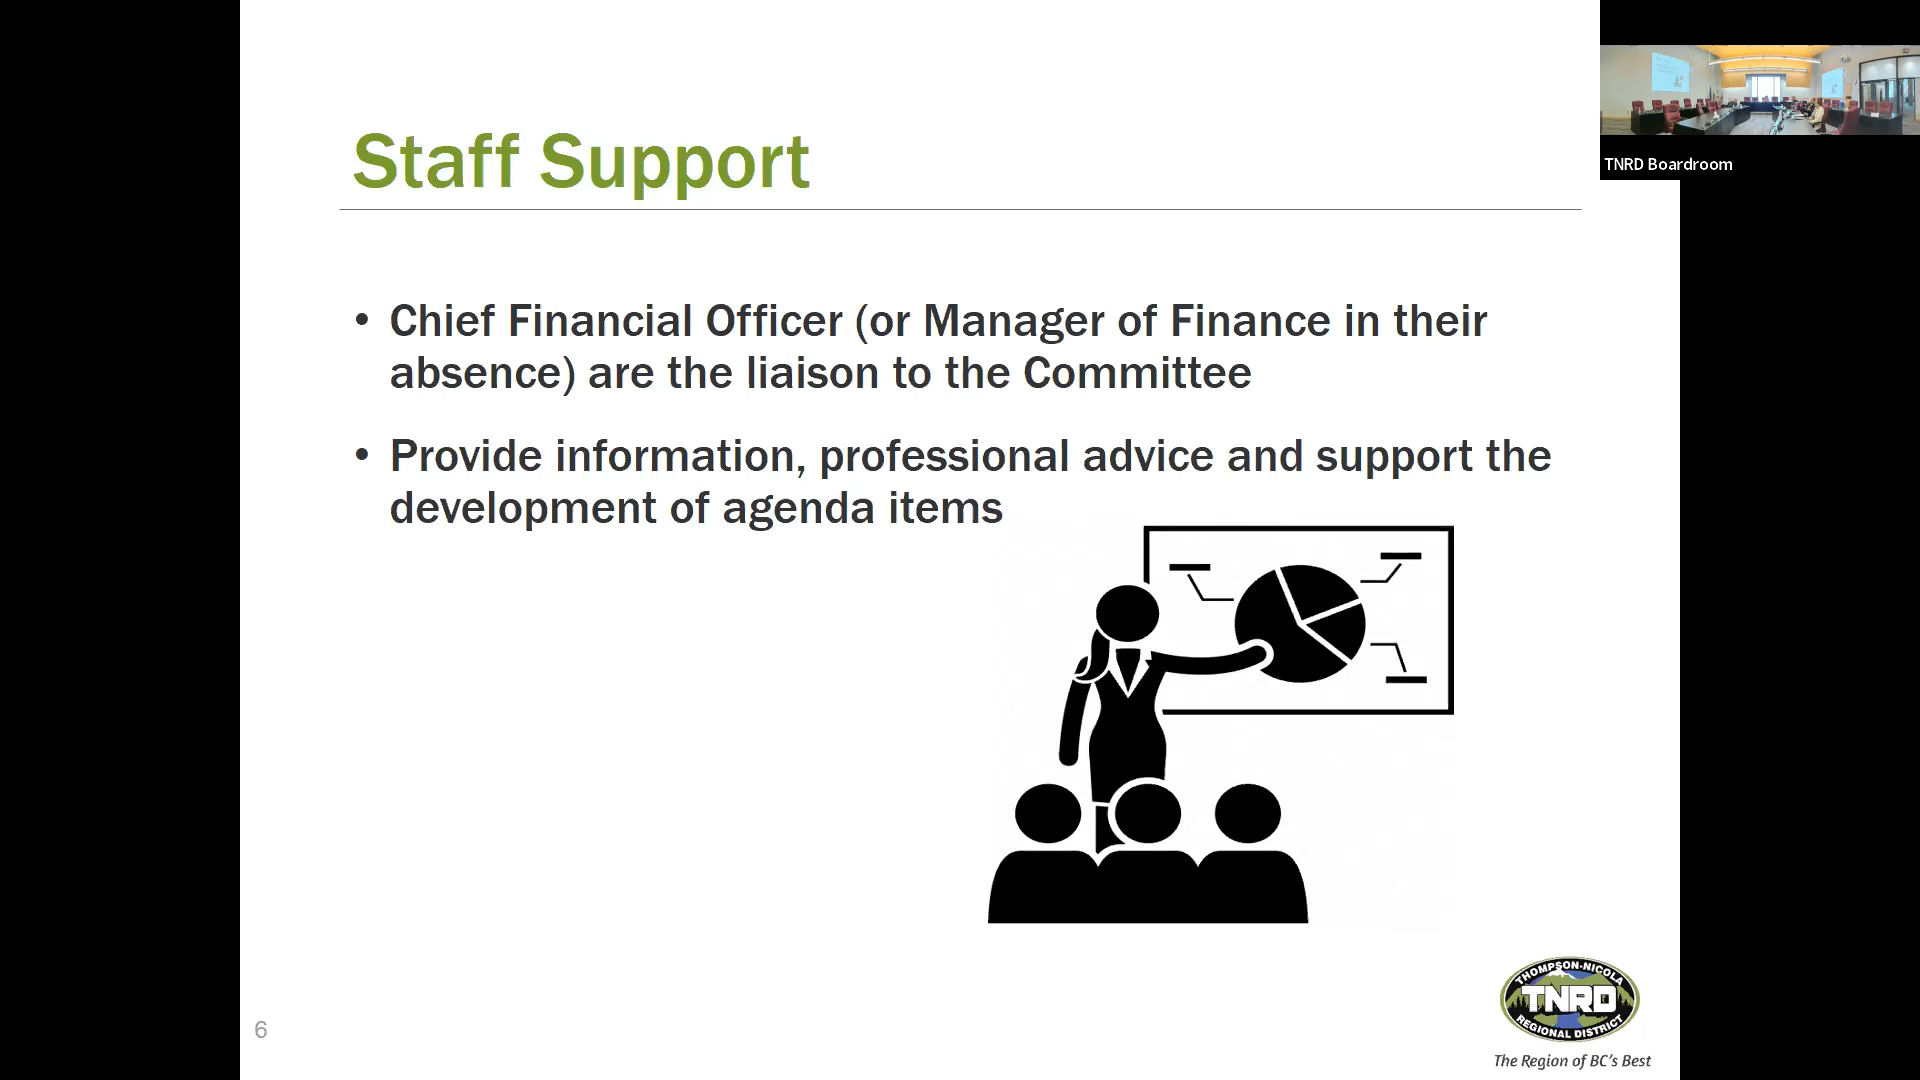 TNRD Boardroom
Staff Support
• Chief Financial Officer (or Manager of Finance in their
absence) are the liaison to the Committee
• Provide information, professional advice and support the
development of agenda items
THOMPSON-NICOLA
TNRD
REGIONAL DISTRICT
The Region of BC's Best
6